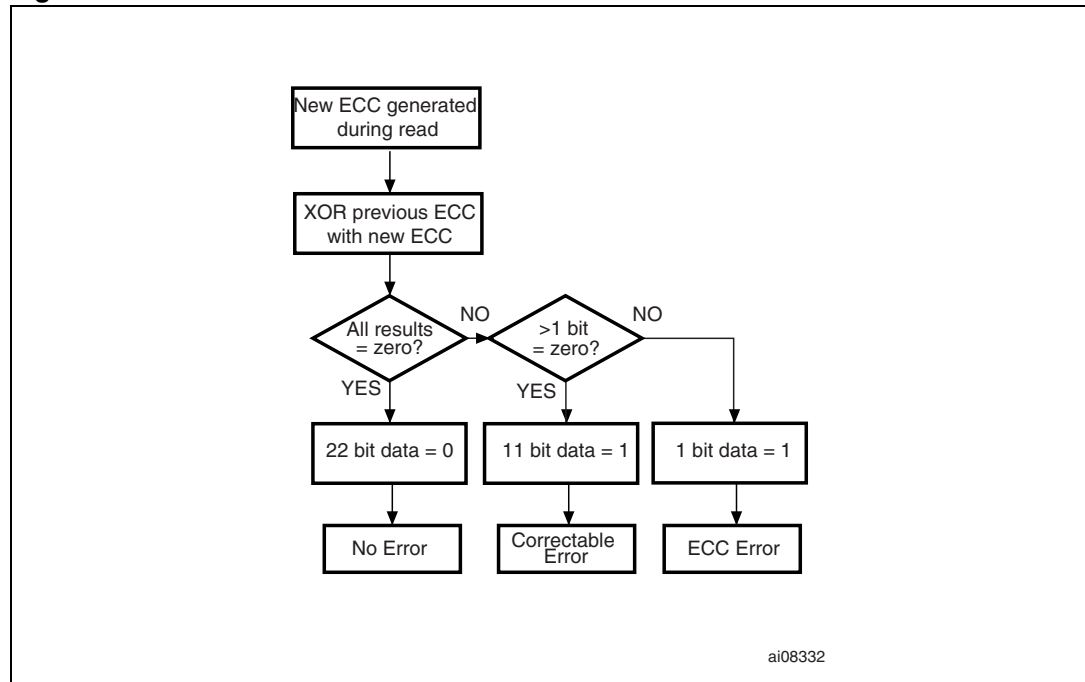 New ECC generated
during read
XOR previous ECC
with new ECC
All results
= zero?
NO
>1 bit
= zero?
NO
YES
YES
22 bit data = 0
11 bit data = 1
1 bit data = 1
No Error
Correctable
Error
ECC Error
ai08332